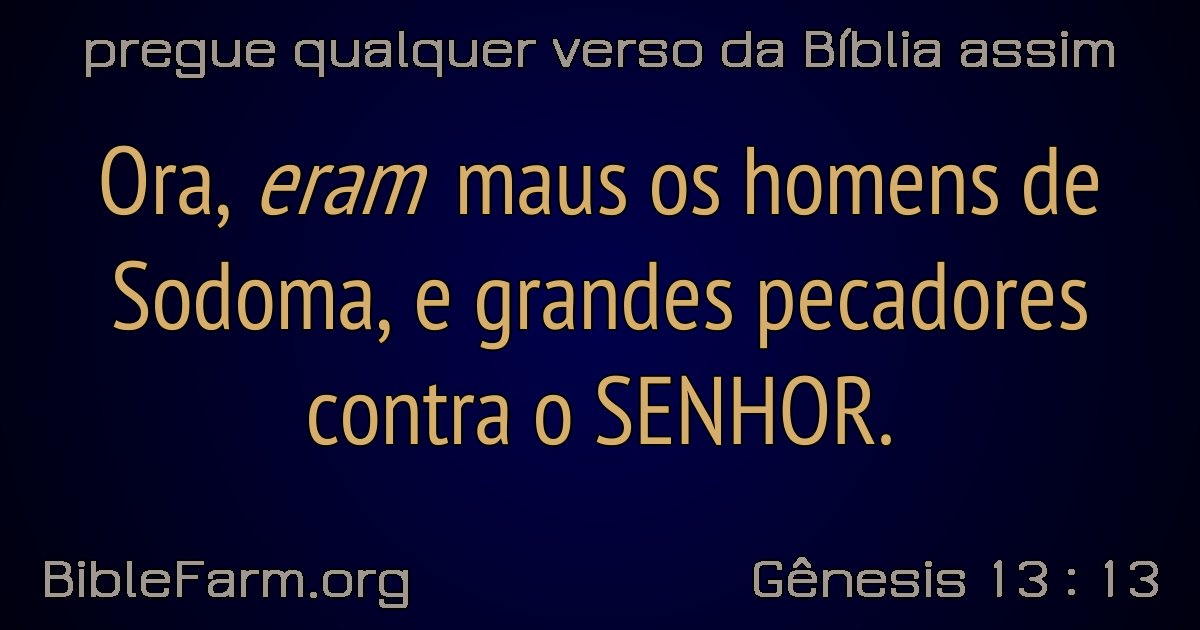 pregue qualquer verso da Bíblia assim
Ora, eram maus os homens de
Sodoma, e grandes pecadores
contra o SENHOR.
BibleFarm.org
Gênesis 13 : 13